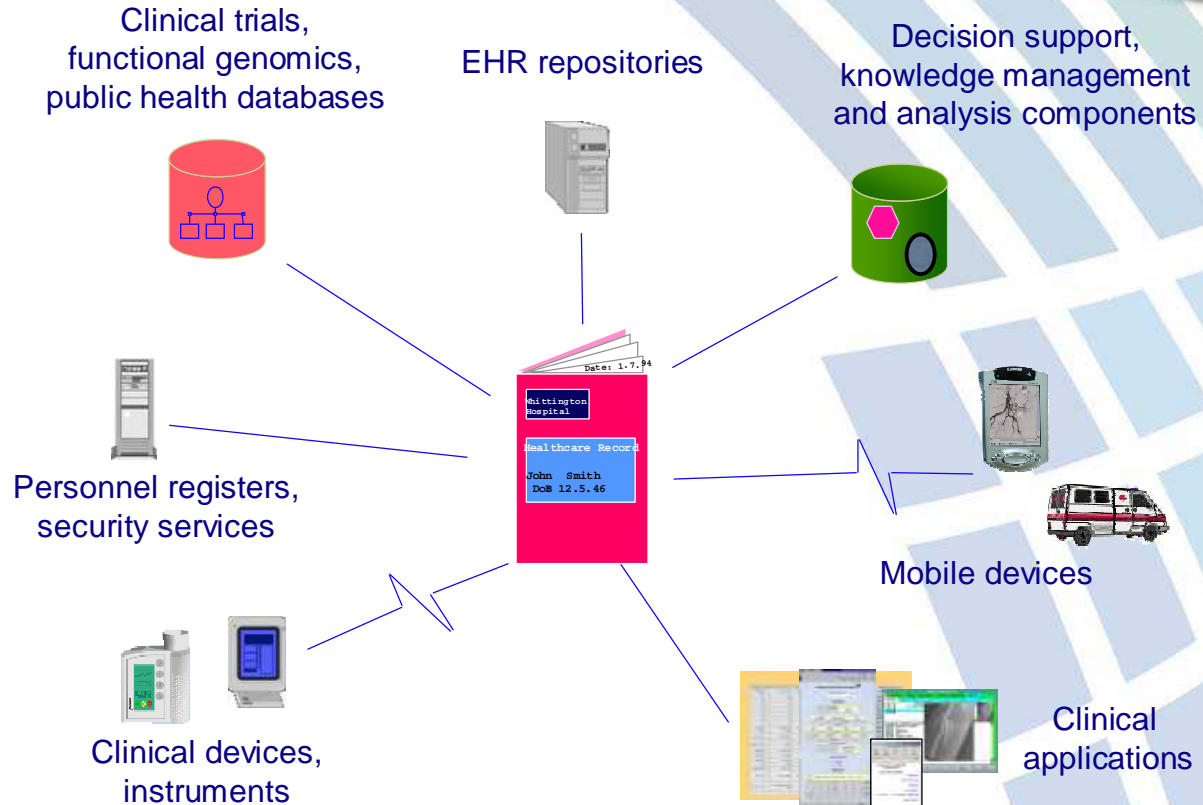 Clinical trials,
functional genomics,
public health databases
EHR repositories
Decision support,
knowledge management
and analysis components
Date: 1.7.94
Whittington
Hospital
Healthcare Record
John Smith
DoB 12.5.46
Personnel registers,
security services
Mobile devices
Clinical devices,
instruments
Clinical
applications